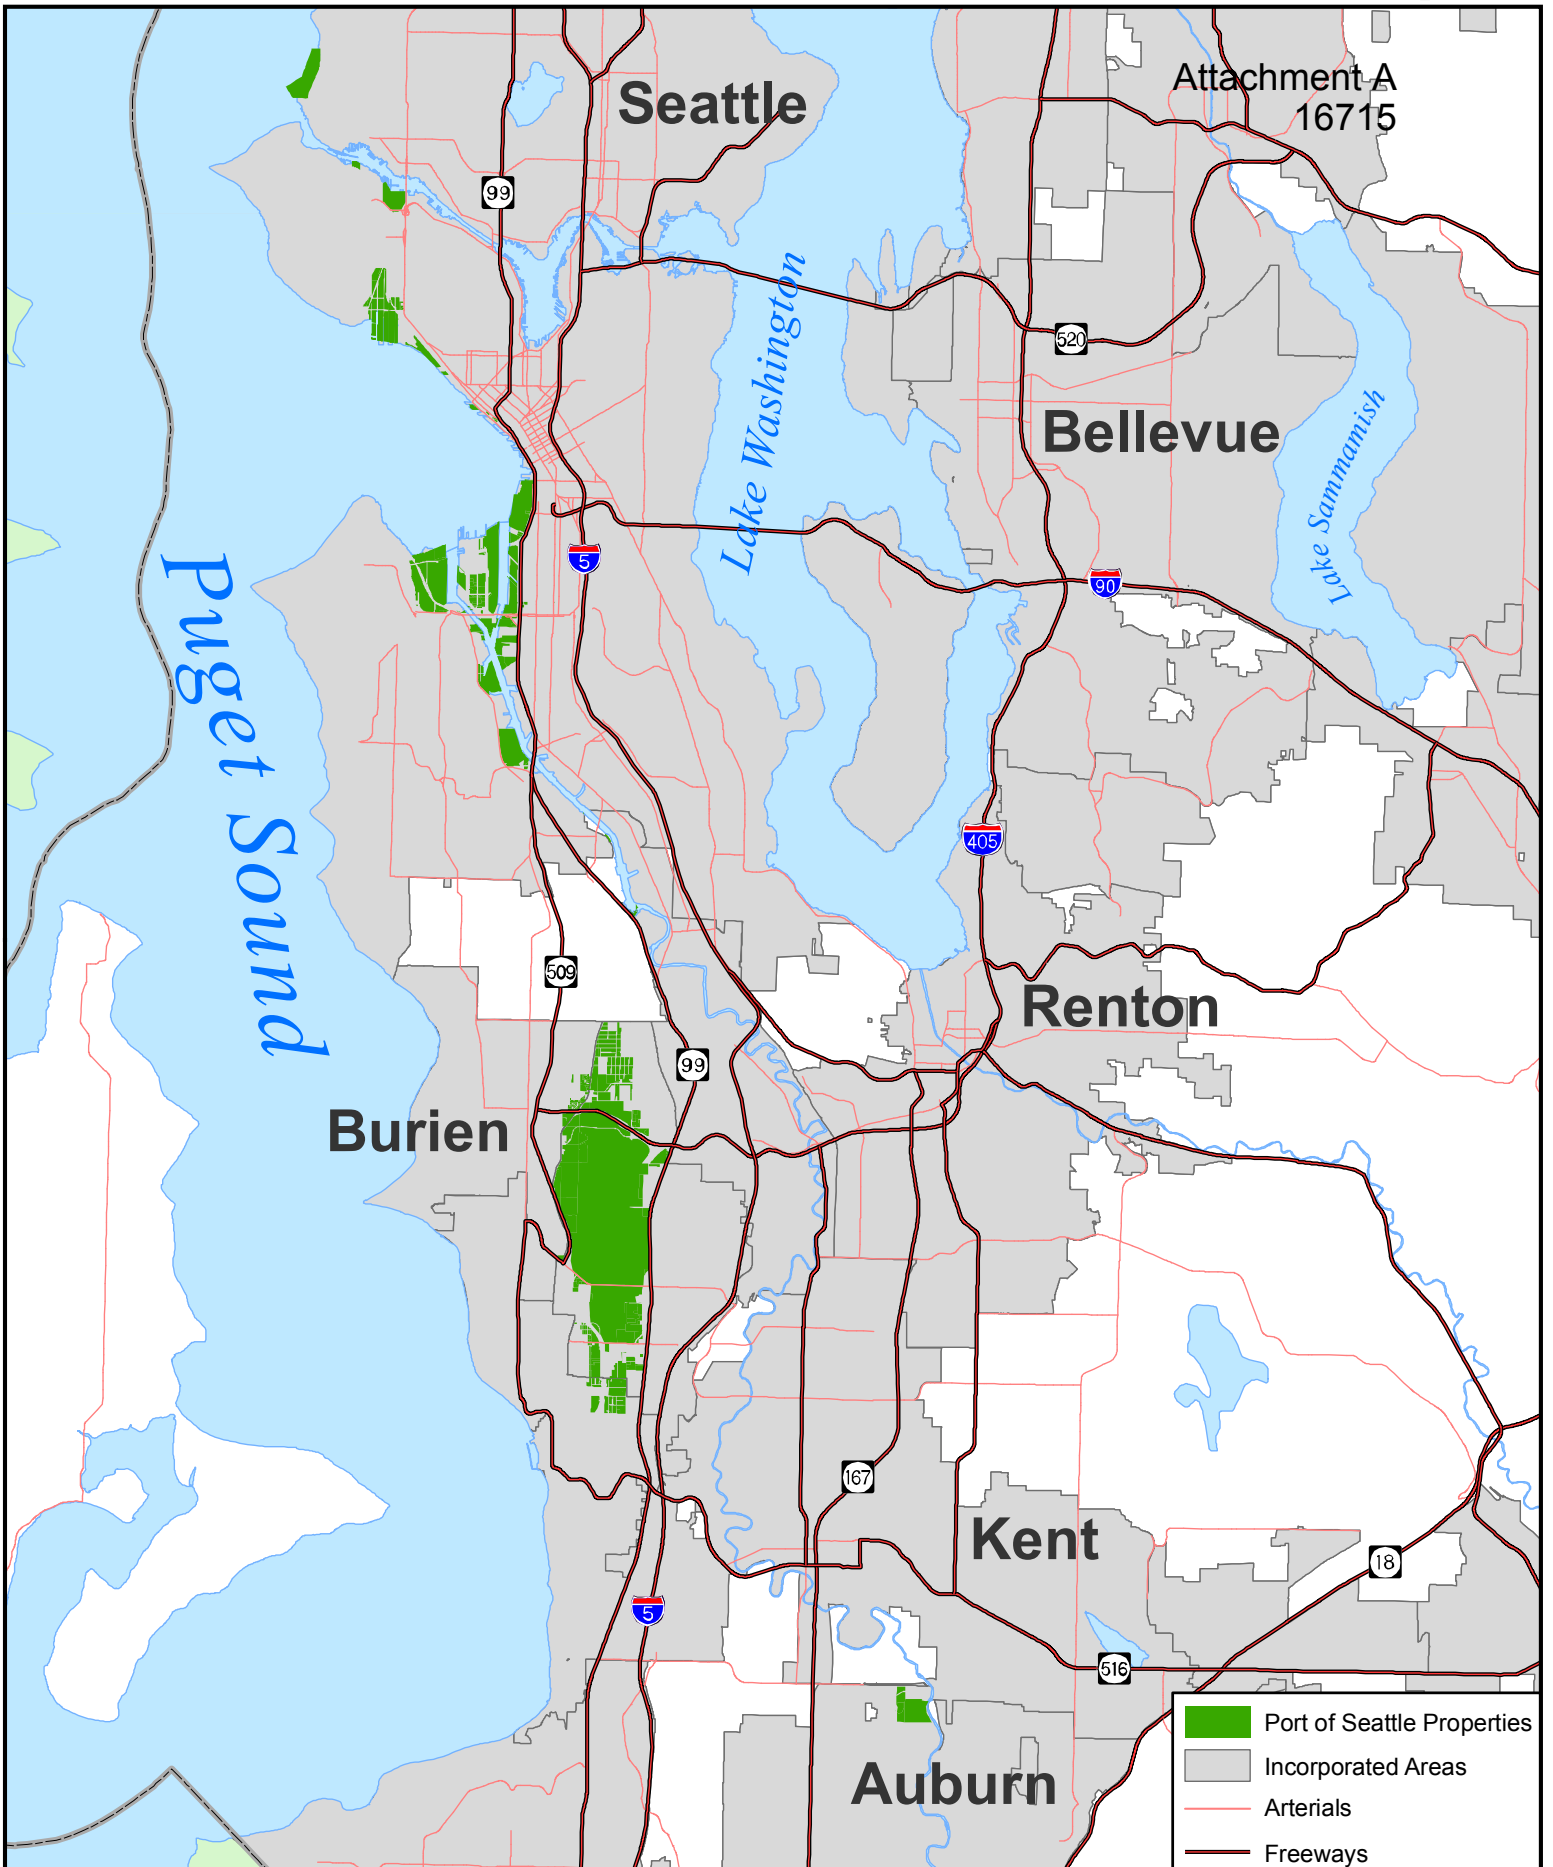 Attachment A
16715
Seattle
99
Lake Washington
520
Bellevue
Lake Sammamish
5
90
Puget Sound
405
509
Renton
99
Burien
167
Kent
18
5
516
Auburn
Port of Seattle Properties
Incorporated Areas
Arterials
Freeways